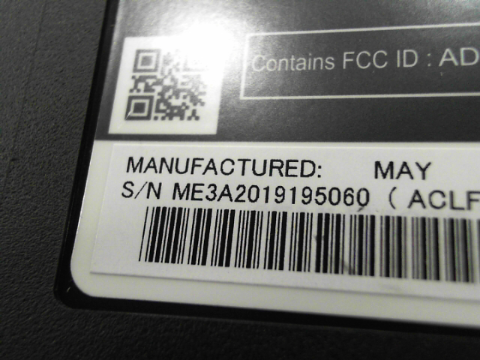 Contains FCC ID : AD
MANUFACTURED: MAY
S/N ME3A2019195060 ( ACLF